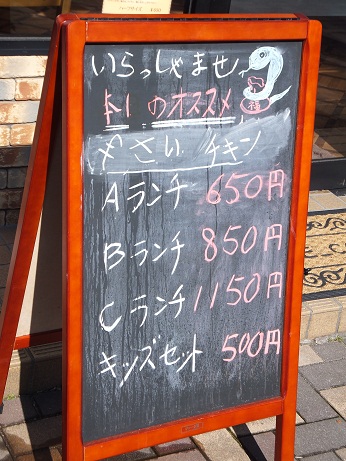 いらっしゃませ
本日のオススメ
やさい チキン
Aランチ 650円
Bランチ 850円
Cランチ 1150円
キッズセット 500円
福